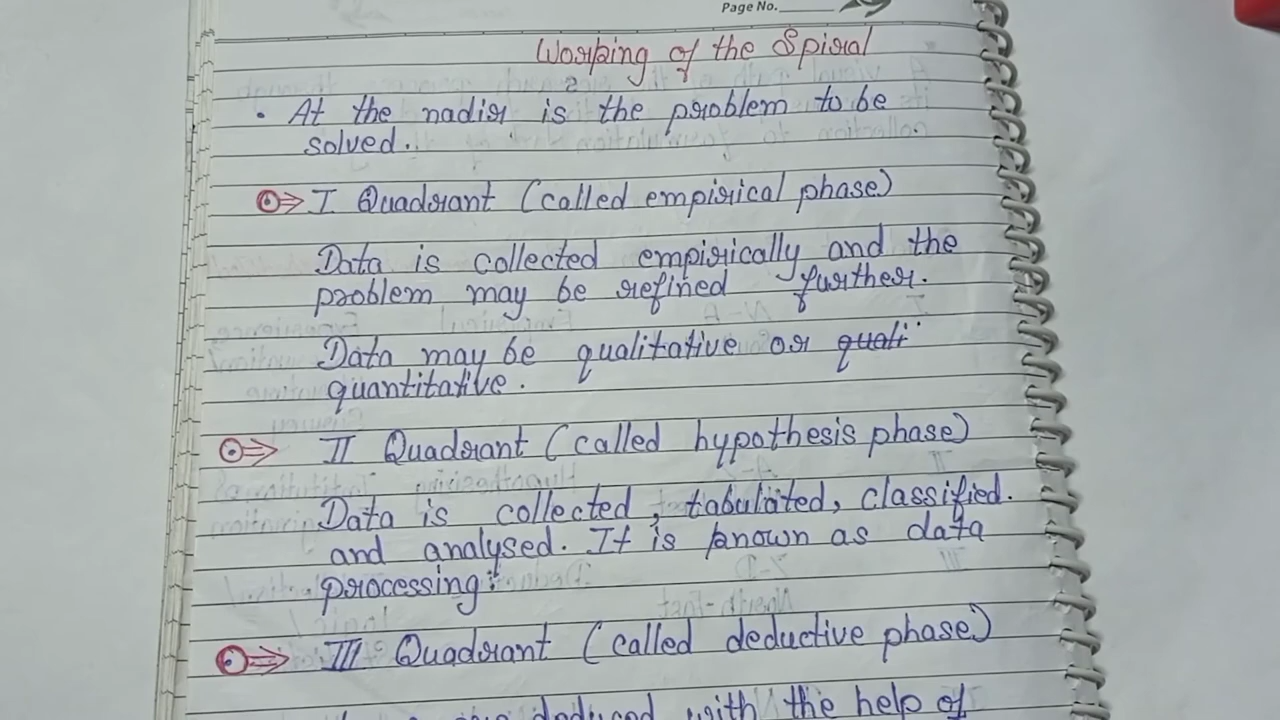 Page No.
Working of the Spiral
• At the nadir is the problem to be
solved.
I Quadrant (called empirical phase)
Data is collected empirically and the
problem may be refined further.
Data may be qualitative or quali
quantitative.
II Quadrant (called hypothesis phase)
Data is collected, tabulated, classified.
and analysed. It is known as data
processing.
III Quadrant (called deductive phase)
deduced with the help of